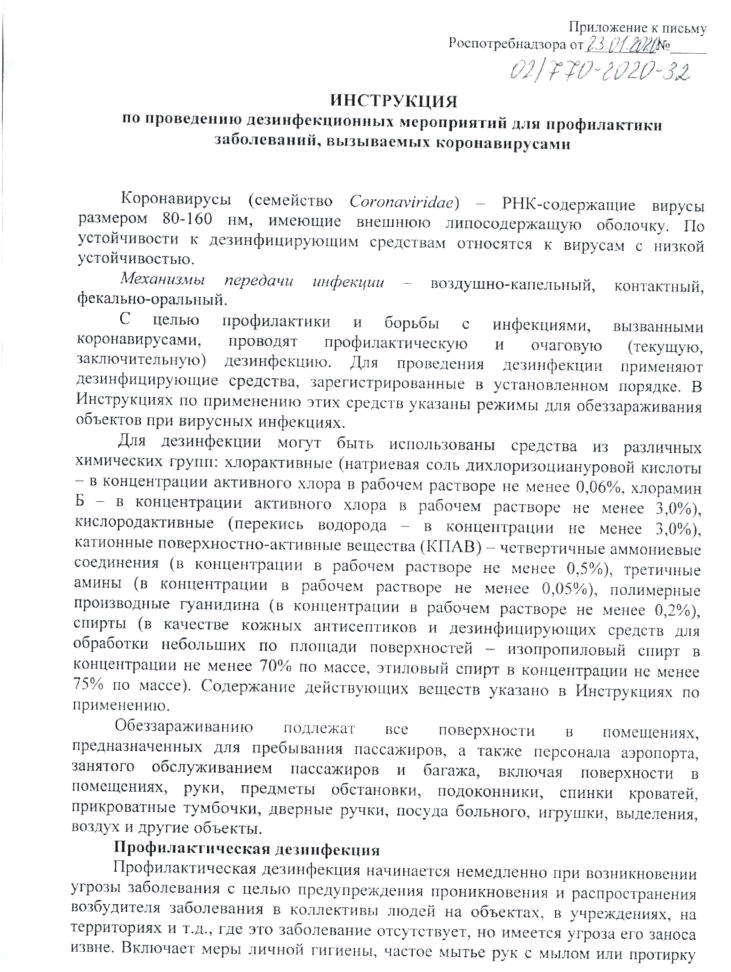 Приложение к письму
Роспотребнадзора от 23.01.2020 №
02/770-2020-32
ИНСТРУКЦИЯ
по проведению дезинфекционных мероприятий для профилактики
заболеваний, вызываемых коронавирусами
Коронавирусы (семейство Coronaviridae) – РНК-содержащие вирусы
размером 80-160 нм, имеющие внешнюю липосодержащую оболочку. По
устойчивости к дезинфицирующим средствам относятся к вирусам с низкой
устойчивостью.
Механизмы передачи инфекции – воздушно-капельный, контактный,
фекально-оральный.
С целью профилактики и борьбы с инфекциями, вызванными
коронавирусами, проводят профилактическую и очаговую (текущую,
заключительную) дезинфекцию. Для проведения дезинфекции применяют
дезинфицирующие средства, зарегистрированные в установленном порядке. В
Инструкциях по применению этих средств указаны режимы для обеззараживания
объектов при вирусных инфекциях.
Для дезинфекции могут быть использованы средства из различных
химических групп: хлорактивные (натриевая соль дихлоризоциануровой кислоты
– в концентрации активного хлора в рабочем растворе не менее 0,06%, хлорамин
Б – в концентрации активного хлора в рабочем растворе не менее 3,0%),
кислородактивные (перекись водорода – в концентрации не менее 3,0%),
катионные поверхностно-активные вещества (КПАВ) – четвертичные аммониевые
соединения (в концентрации в рабочем растворе не менее 0,5%), третичные
амины (в концентрации в рабочем растворе не менее 0,05%), полимерные
производные гуанидина (в концентрации в рабочем растворе не менее 0,2%),
спирты (в качестве кожных антисептиков и дезинфицирующих средств для
обработки небольших по площади поверхностей – изопропиловый спирт в
концентрации не менее 70% по массе, этиловый спирт в концентрации не менее
75% по массе). Содержание действующих веществ указано в Инструкциях по
применению.
Обеззараживанию подлежат все поверхности в помещениях,
предназначенных для пребывания пассажиров, а также персонала аэропорта,
занятого обслуживанием пассажиров и багажа, включая поверхности в
помещениях, руки, предметы обстановки, подоконники, спинки кроватей,
прикроватные тумбочки, дверные ручки, посуда больного, игрушки, выделения,
воздух и другие объекты.
Профилактическая дезинфекция
Профилактическая дезинфекция начинается немедленно при возникновении
угрозы заболевания с целью предупреждения проникновения и распространения
возбудителя заболевания в коллективы людей на объектах, в учреждениях, на
территориях и т.д., где это заболевание отсутствует, но имеется угроза его заноса
извне. Включает меры личной гигиены, частое мытье рук с мылом или протирку